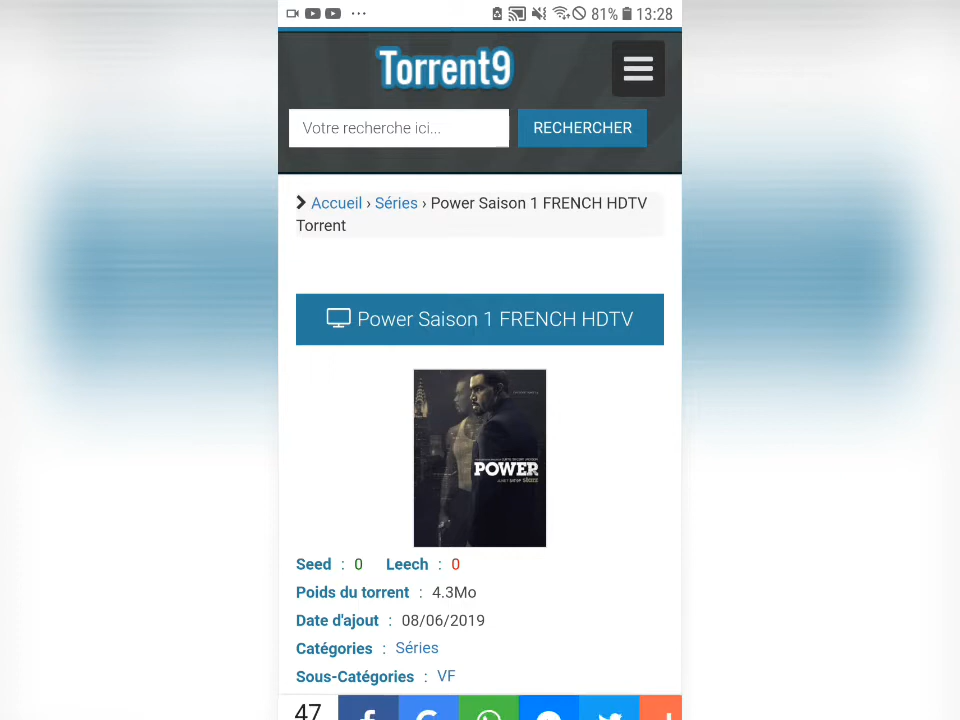 81% 13:28
Torrent9
Votre recherche ici...
RECHERCHER
Accueil › Séries › Power Saison 1 FRENCH HDTV
Torrent
Power Saison 1 FRENCH HDTV
POWER
Seed : 0 Leech : 0
Poids du torrent : 4.3Mo
Date d'ajout : 08/06/2019
Catégories : Séries
Sous-Catégories : VF
47